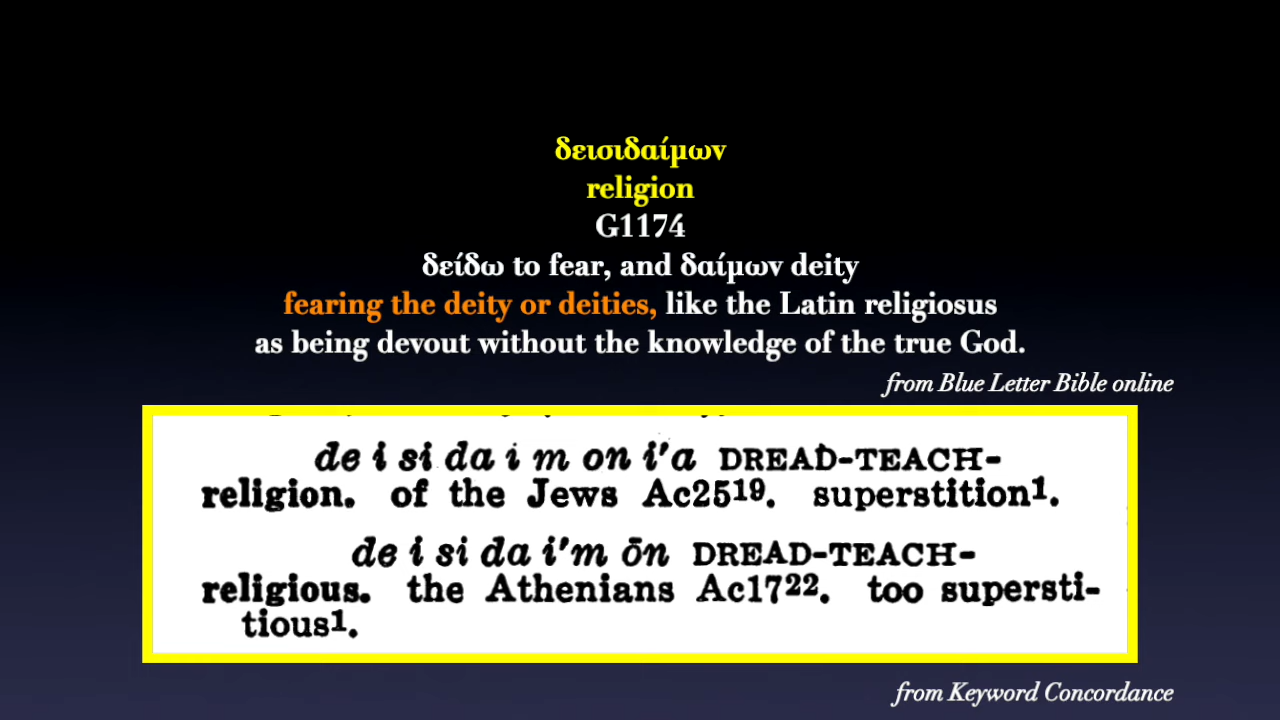 δεισιδαίμων
religion
G1174
δείδω to fear, and δαίμων deity
fearing the deity or deities, like the Latin religiosus
as being devout without the knowledge of the true God.
from Blue Letter Bible online
de i si da i m on i'a DREAD-TEACH-
religion. of the Jews Ac25¹⁹. superstition¹.
de i si da i'm ōn DREAD-TEACH-
religious. the Athenians Ac17²². too supersti-
tious¹.
from Keyword Concordance